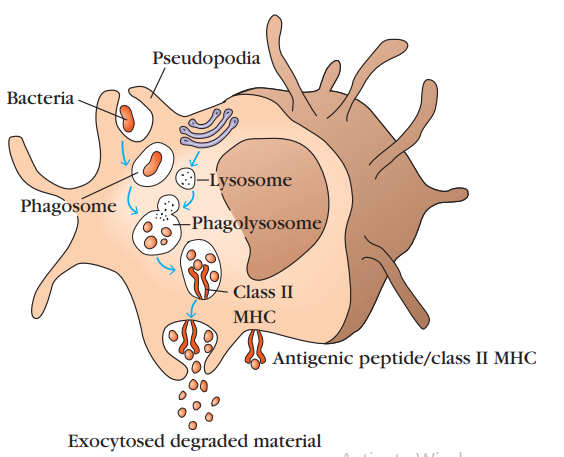 Pseudopodia
Bacteria
Lysosome
Phagosome
Phagolysosome
Class II
MHC
Antigenic peptide/class II MHC
Exocytosed degraded material